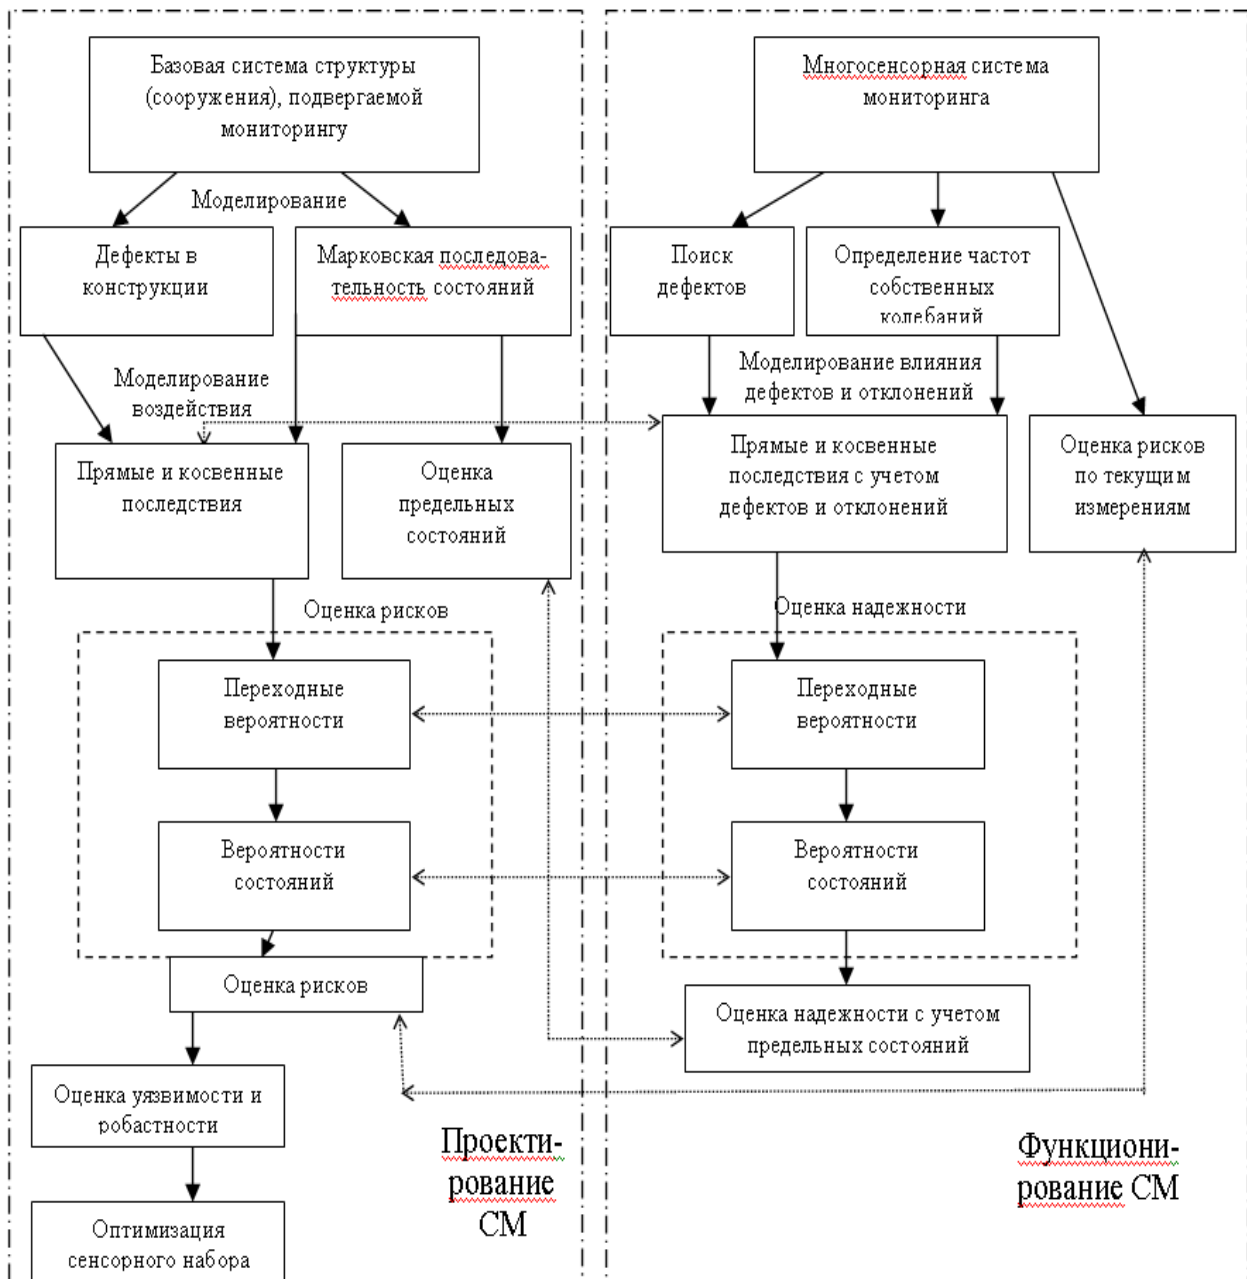 Базовая система структуры
(сооружения), подвергаемой
мониторингу
Моделирование
Дефекты в
конструкции
Марковская последова-
тельность состояний
Моделирование
воздействия
Прямые и косвенные
последствия
Оценка
предельных
состояний
Оценка рисков
Переходные
вероятности
Вероятности
состояний
Оценка рисков
Оценка уязвимости и
робастности
Оптимизация
сенсорного набора
Проекти-
рование
СМ
Многосенсорная система
мониторинга
Поиск
дефектов
Определение частот
собственных
колебаний
Моделирование влияния
дефектов и отклонений
Прямые и косвенные
последствия с учетом
дефектов и отклонений
Оценка рисков
по текущим
измерениям
Оценка надежности
Переходные
вероятности
Вероятности
состояний
Оценка надежности с учетом
предельных состояний
Функциони-
рование СМ